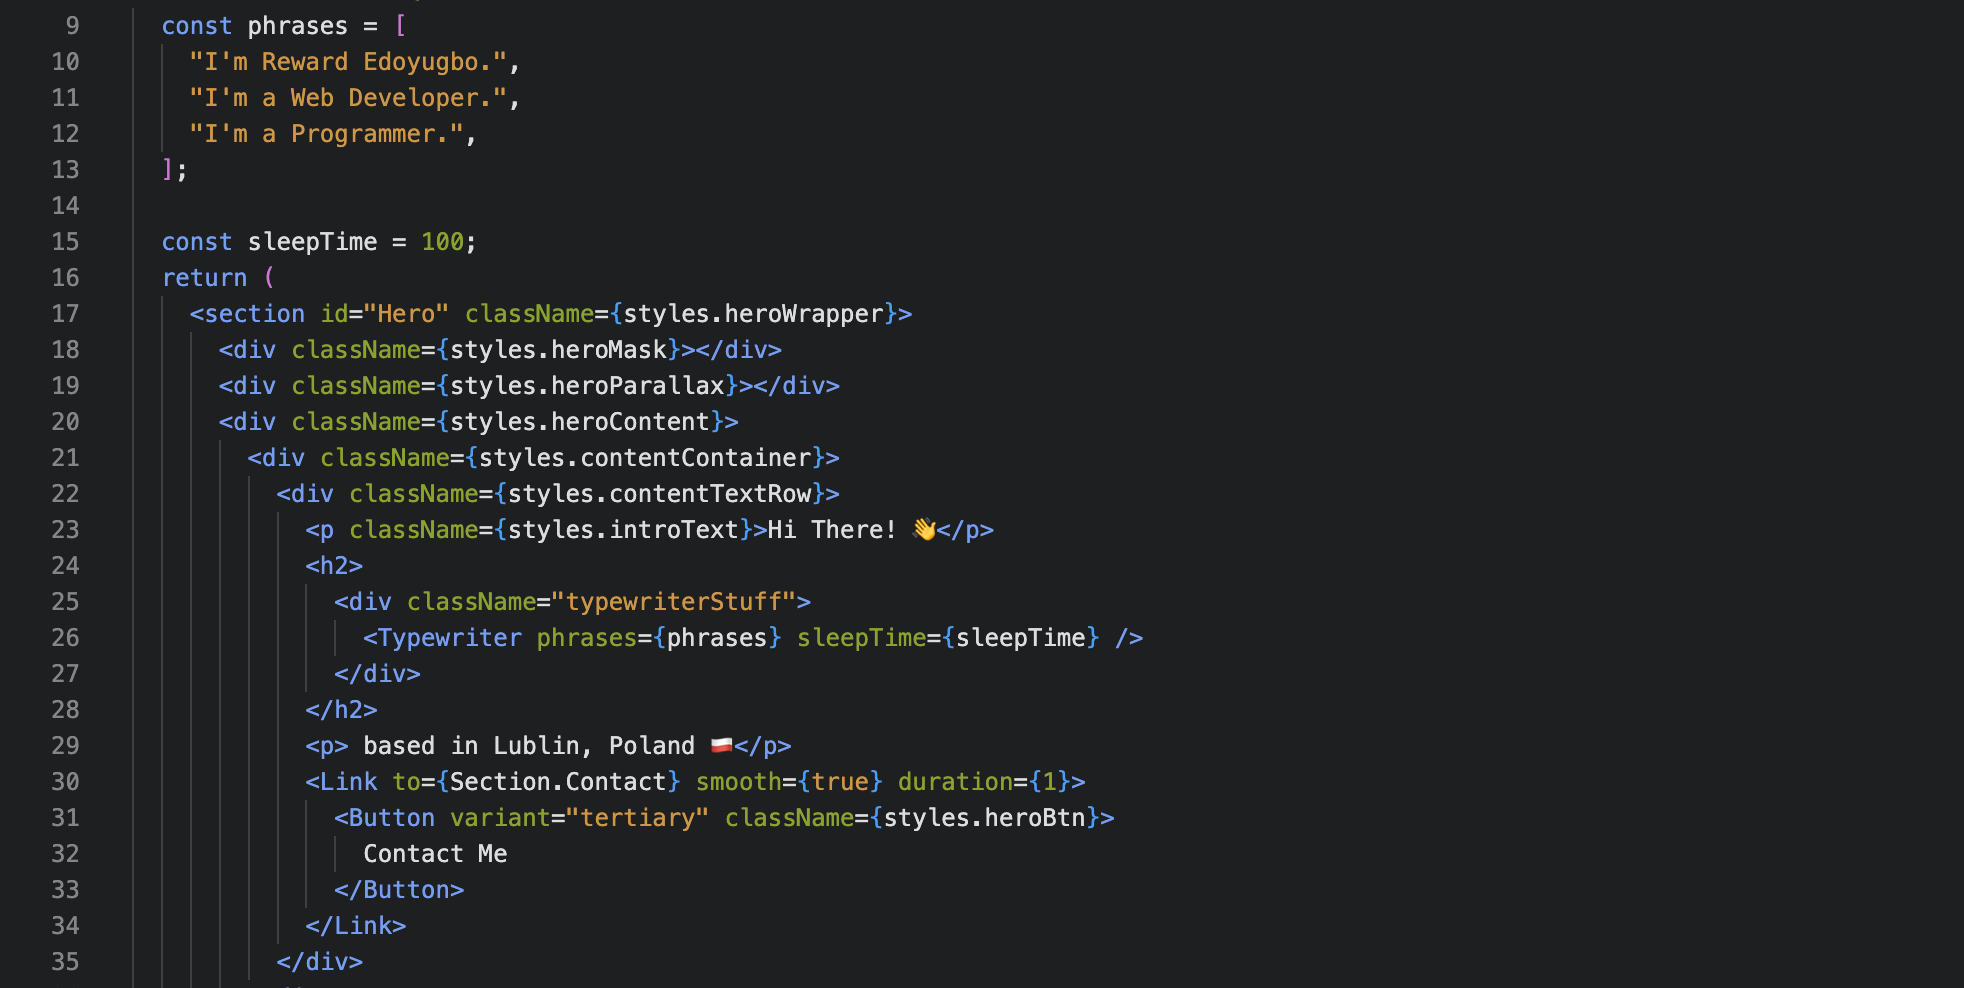 9 const phrases = [
10 "I'm Reward Edoyugbo.",
11 "I'm a Web Developer.",
12 "I'm a Programmer.",
13 ];
14
15 const sleepTime = 100;
16 return (
17 <section id="Hero" className={styles.heroWrapper}>
18 <div className={styles.heroMask}></div>
19 <div className={styles.heroParallax}></div>
20 <div className={styles.heroContent}>
21 <div className={styles.contentContainer}>
22 <div className={styles.contentTextRow}>
23 <p className={styles.introText}>Hi There! 👋</p>
24 <h2>
25 <div className="typewriterStuff">
26 <Typewriter phrases={phrases} sleepTime={sleepTime} />
27 </div>
28 </h2>
29 <p> based in Lublin, Poland 🇵🇱</p>
30 <Link to={Section.Contact} smooth={true} duration={1}>
31 <Button variant="tertiary" className={styles.heroBtn}>
32 Contact Me
33 </Button>
34 </Link>
35 </div>